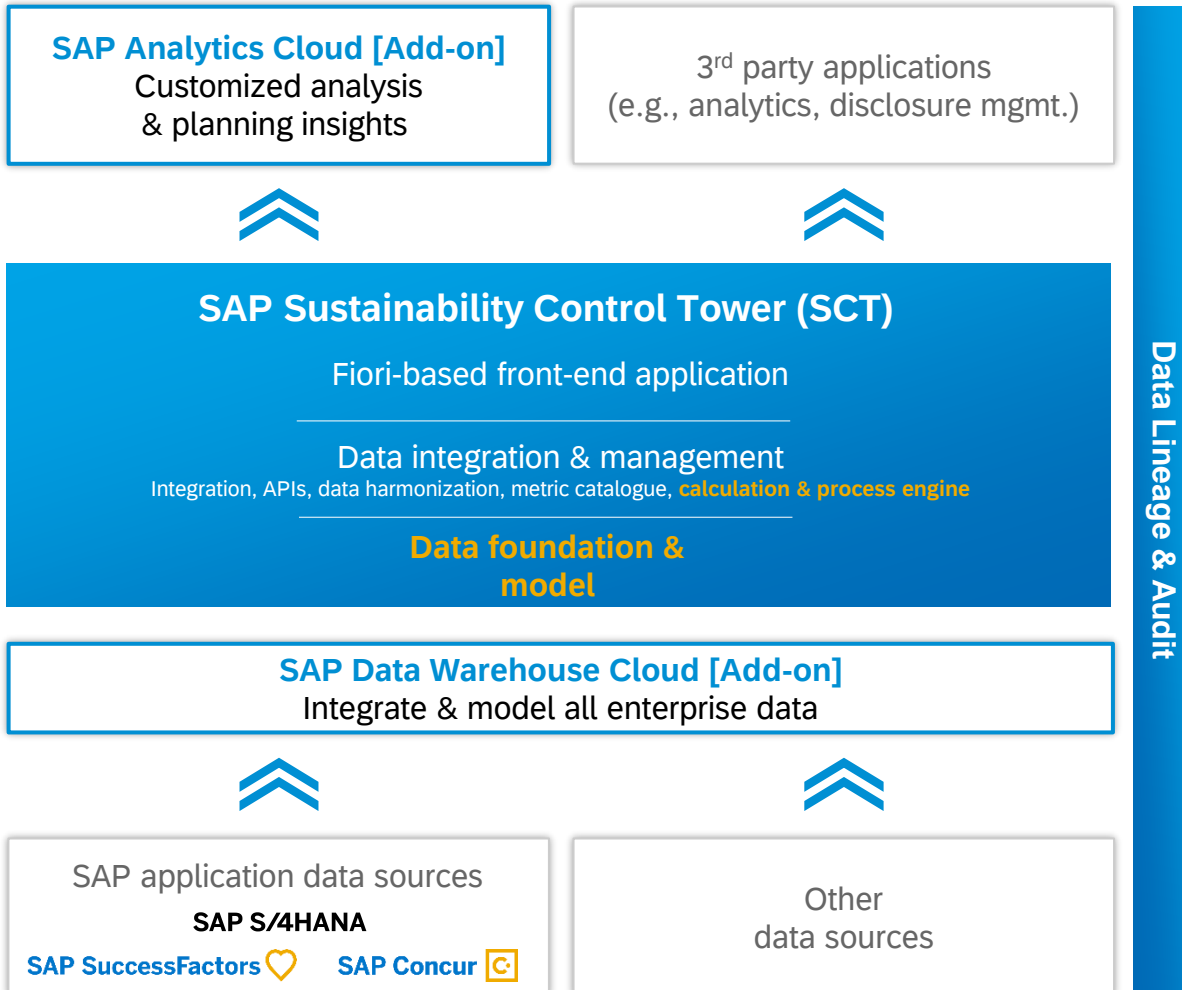 SAP Analytics Cloud [Add-on]
Customized analysis
& planning insights
3rd party applications
(e.g., analytics, disclosure mgmt.)
SAP Sustainability Control Tower (SCT)
Fiori-based front-end application
Data integration & management
Integration, APIs, data harmonization, metric catalogue, calculation & process engine
Data foundation &
model
SAP Data Warehouse Cloud [Add-on]
Integrate & model all enterprise data
SAP application data sources
SAP S/4HANA
SAP SuccessFactors
SAP Concur C.
Other
data sources
Data Lineage & Audit